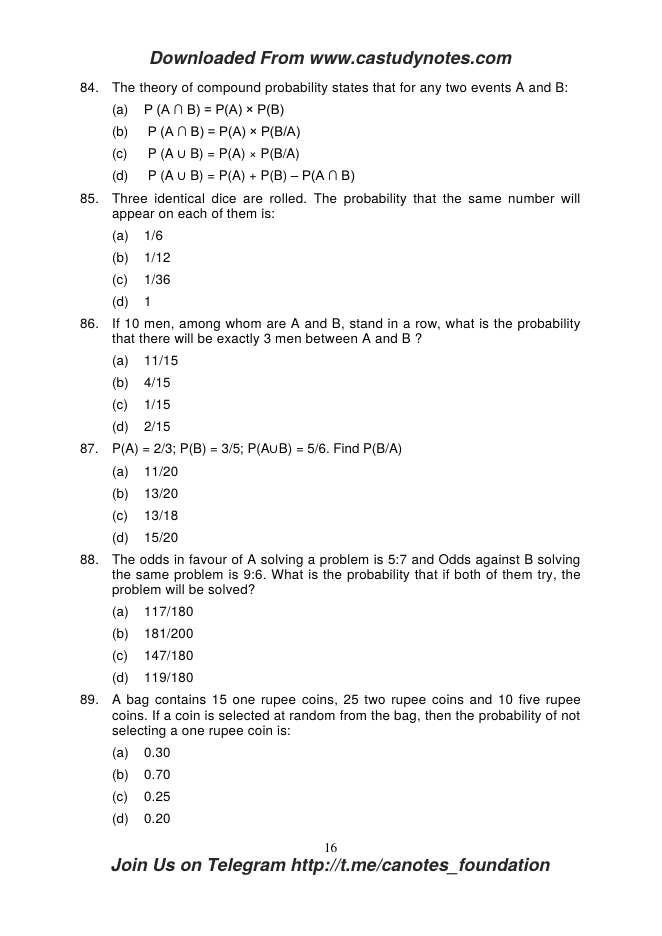 Downloaded From www.castudynotes.com
84. The theory of compound probability states that for any two events A and B:
(a) P (A ∩ B) = P(A) × P(B)
(b) P (A ∩ B) = P(A) × P(B/A)
(c) P (A ∪ B) = P(A) × P(B/A)
(d) P (A ∪ B) = P(A) + P(B) – P(A ∩ B)
85. Three identical dice are rolled. The probability that the same number will
appear on each of them is:
(a) 1/6
(b) 1/12
(c) 1/36
(d) 1
86. If 10 men, among whom are A and B, stand in a row, what is the probability
that there will be exactly 3 men between A and B ?
(a) 11/15
(b) 4/15
(c) 1/15
(d) 2/15
87. P(A) = 2/3; P(B) = 3/5; P(A∪B) = 5/6. Find P(B/A)
(a) 11/20
(b) 13/20
(c) 13/18
(d) 15/20
88. The odds in favour of A solving a problem is 5:7 and Odds against B solving
the same problem is 9:6. What is the probability that if both of them try, the
problem will be solved?
(a) 117/180
(b) 181/200
(c) 147/180
(d) 119/180
89. A bag contains 15 one rupee coins, 25 two rupee coins and 10 five rupee
coins. If a coin is selected at random from the bag, then the probability of not
selecting a one rupee coin is:
(a) 0.30
(b) 0.70
(c) 0.25
(d) 0.20
16
Join Us on Telegram http://t.me/canotes_foundation